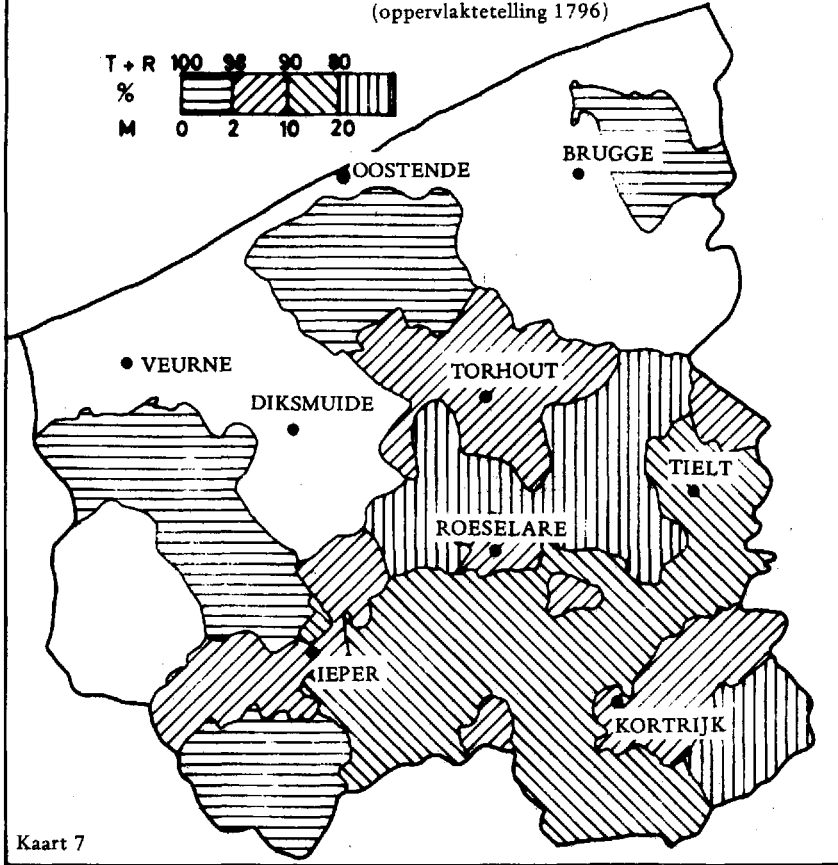 (oppervlaktetelling 1796)
T + R 100 98 90 80
%
M 0 2 10 20
OOSTENDE
BRUGGE
VEURNE
TORHOUT
DIKSMUIDE
TIELT
ROESELARE
IEPER
KORTRIJK
Kaart 7